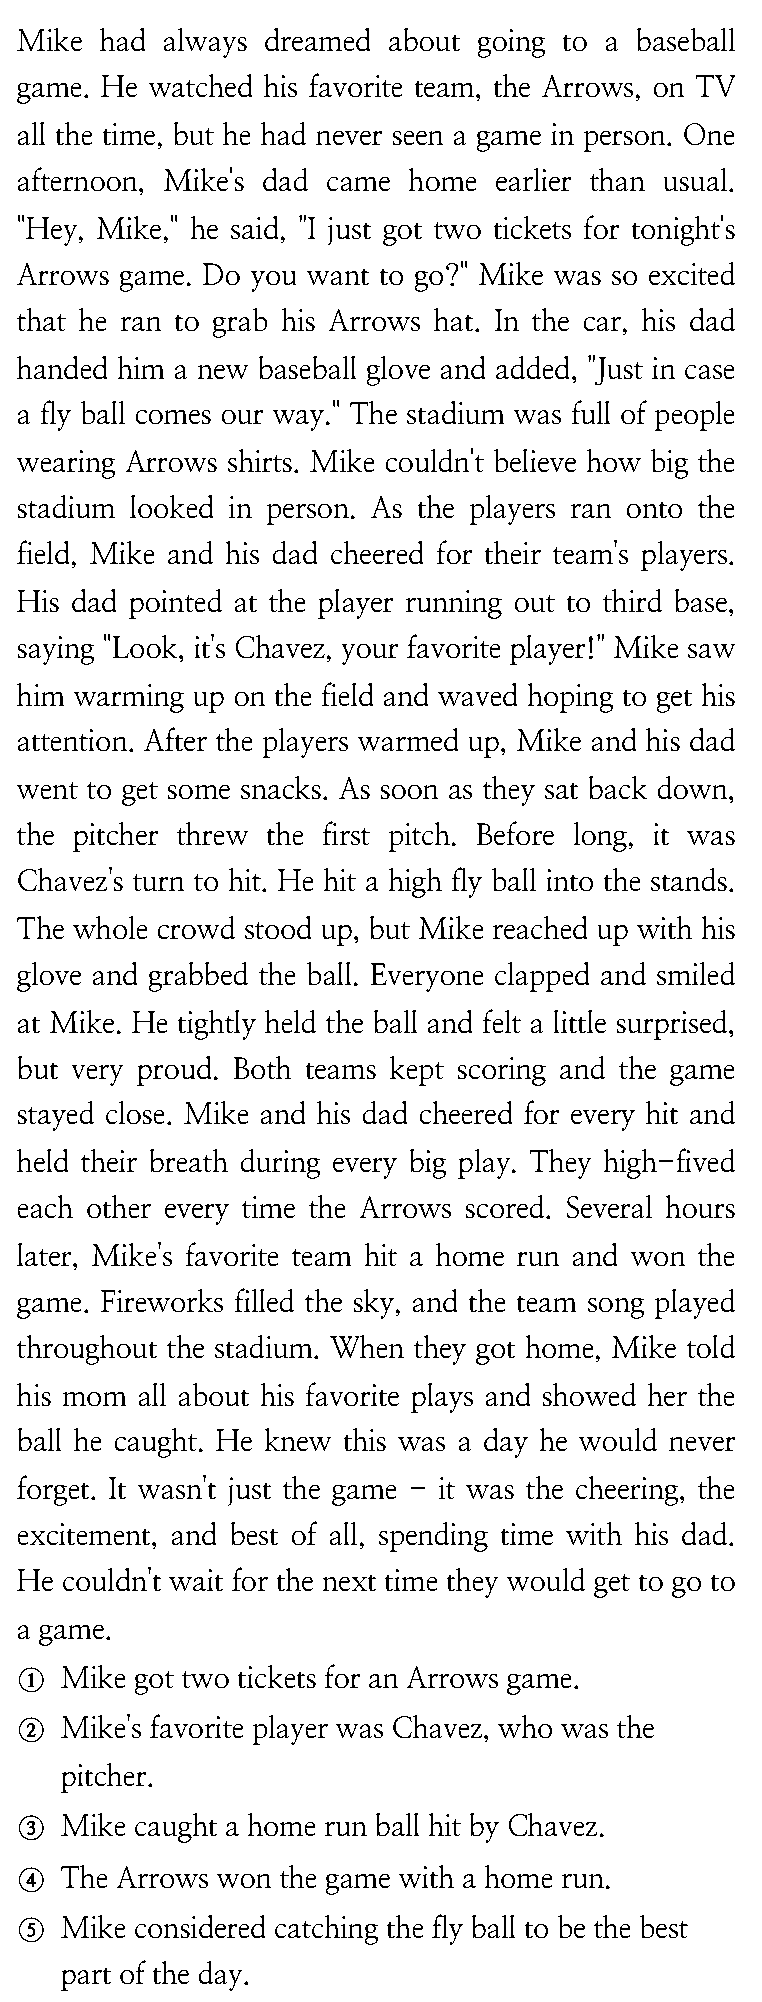 Mike had always dreamed about going to a baseball
game. He watched his favorite team, the Arrows, on TV
all the time, but he had never seen a game in person. One
afternoon, Mike's dad came home earlier than usual.
"Hey, Mike," he said, "I just got two tickets for tonight's
Arrows game. Do you want to go?" Mike was so excited
that he ran to grab his Arrows hat. In the car, his dad
handed him a new baseball glove and added, "Just in case
a fly ball comes our way." The stadium was full of people
wearing Arrows shirts. Mike couldn't believe how big the
stadium looked in person. As the players ran onto the
field, Mike and his dad cheered for their team's players.
His dad pointed at the player running out to third base,
saying "Look, it's Chavez, your favorite player!" Mike saw
him warming up on the field and waved hoping to get his
attention. After the players warmed up, Mike and his dad
went to get some snacks. As soon as they sat back down,
the pitcher threw the first pitch. Before long, it was
Chavez's turn to hit. He hit a high fly ball into the stands.
The whole crowd stood up, but Mike reached up with his
glove and grabbed the ball. Everyone clapped and smiled
at Mike. He tightly held the ball and felt a little surprised,
but very proud. Both teams kept scoring and the game
stayed close. Mike and his dad cheered for every hit and
held their breath during every big play. They high-fived
each other every time the Arrows scored. Several hours
later, Mike's favorite team hit a home run and won the
game. Fireworks filled the sky, and the team song played
throughout the stadium. When they got home, Mike told
his mom all about his favorite plays and showed her the
ball he caught. He knew this was a day he would never
forget. It wasn't just the game - it was the cheering, the
excitement, and best of all, spending time with his dad.
He couldn't wait for the next time they would get to go to
a game.
① Mike got two tickets for an Arrows game.
② Mike's favorite player was Chavez, who was the
pitcher.
③ Mike caught a home run ball hit by Chavez.
④ The Arrows won the game with a home run.
⑤ Mike considered catching the fly ball to be the best
part of the day.